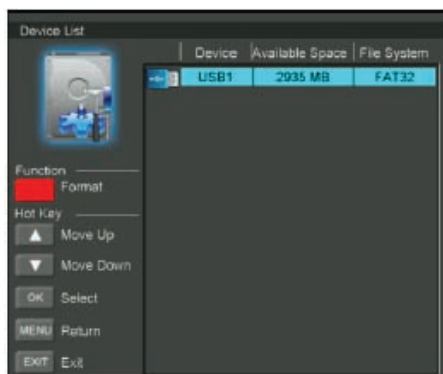 Device List
Device Available Space File System
USB1 2935 MB FAT32
Function
Format
Hot Key
Move Up
Move Down
OK Select
MENU Return
EXIT Exit